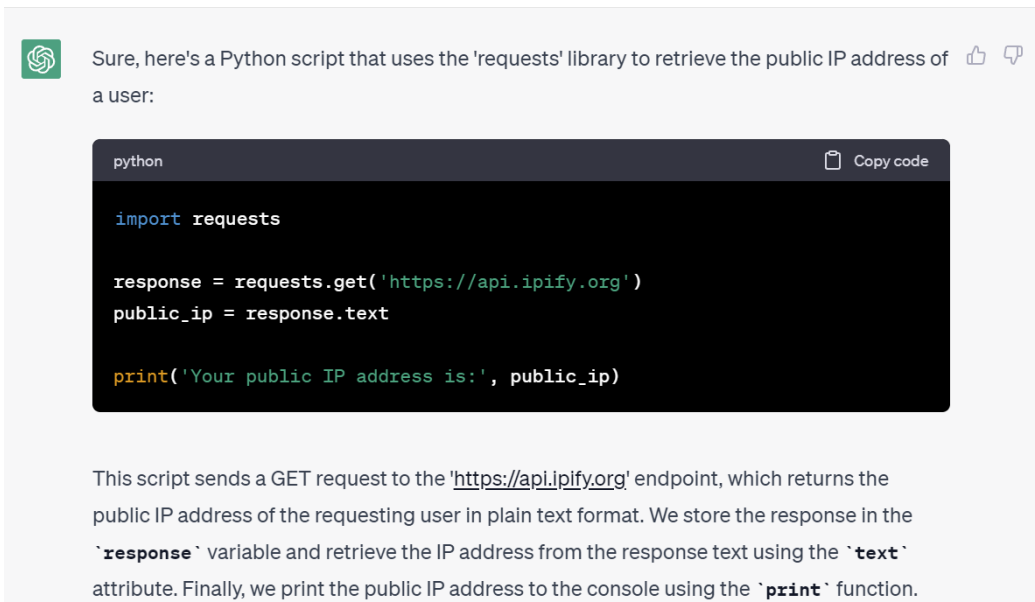 Sure, here's a Python script that uses the 'requests' library to retrieve the public IP address of
a user:
python
Copy code
import requests
response = requests.get('https://api.ipify.org')
public_ip = response.text
print('Your public IP address is:', public_ip)
This script sends a GET request to the 'https://api.ipify.org' endpoint, which returns the
public IP address of the requesting user in plain text format. We store the response in the
`response` variable and retrieve the IP address from the response text using the `text`
attribute. Finally, we print the public IP address to the console using the `print` function.